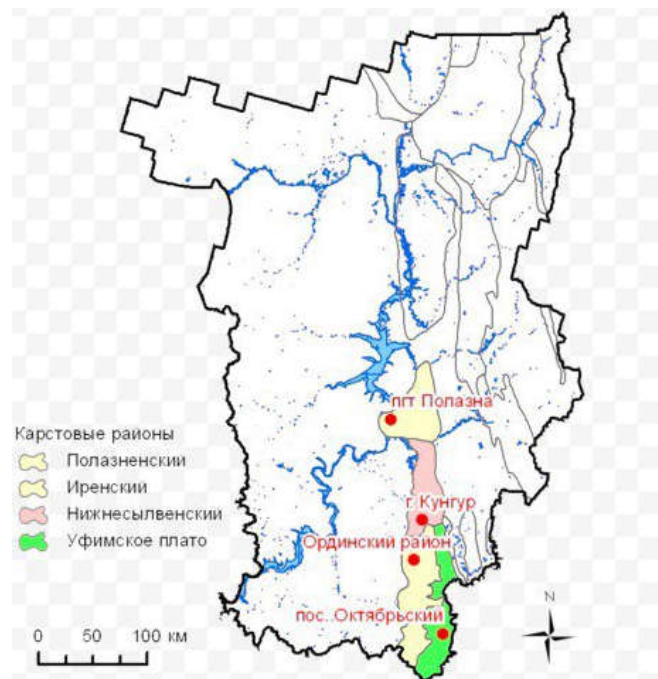 пгт Полазна
Карстовые районы
Полазненский
Иренский
Нижнесылвенский
Уфимское плато
г. Кунгур
Ординский район
пос. Октябрьский
0 50 100 км
N